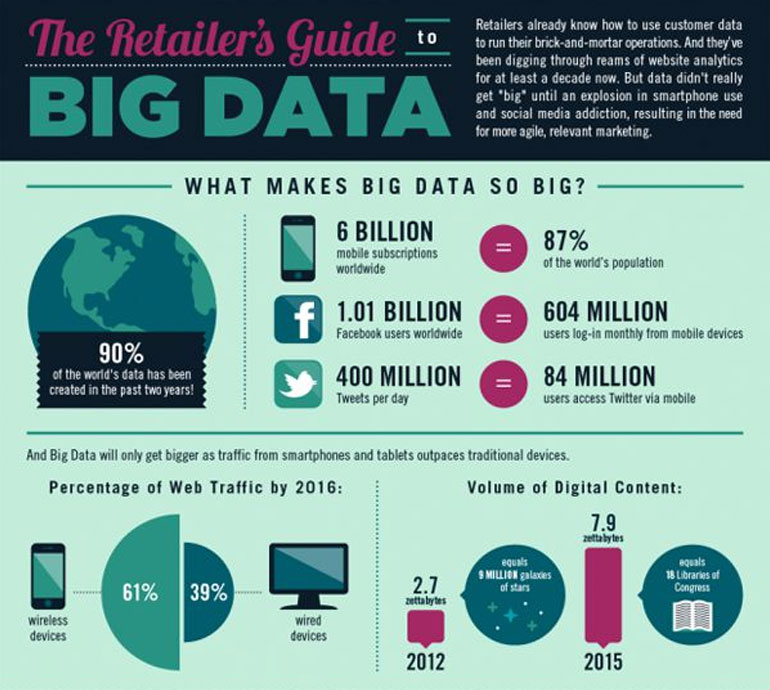 The Retailer's Guide to
BIG DATA
Retailers already know how to use customer data
to run their brick-and-mortar operations. And they've
been digging through reams of website analytics
for at least a decade now. But data didn't really
get "big" until an explosion in smartphone use
and social media addiction, resulting in the need
for more agile, relevant marketing.
WHAT MAKES BIG DATA SO BIG?
90%
of the world's data has been
created in the past two years!
6 BILLION
mobile subscriptions
worldwide
=
87%
of the world's population
f
1.01 BILLION
Facebook users worldwide
=
604 MILLION
users log-in monthly from mobile devices
400 MILLION
Tweets per day
=
84 MILLION
users access Twitter via mobile
And Big Data will only get bigger as traffic from smartphones and tablets outpaces traditional devices.
Percentage of Web Traffic by 2016:
wireless
devices
61%
39%
wired
devices
Volume of Digital Content:
2.7
zettabytes
2012
equals
9 MILLION galaxies
of stars
7.9
zettabytes
2015
equals
18 Libraries of
Congress